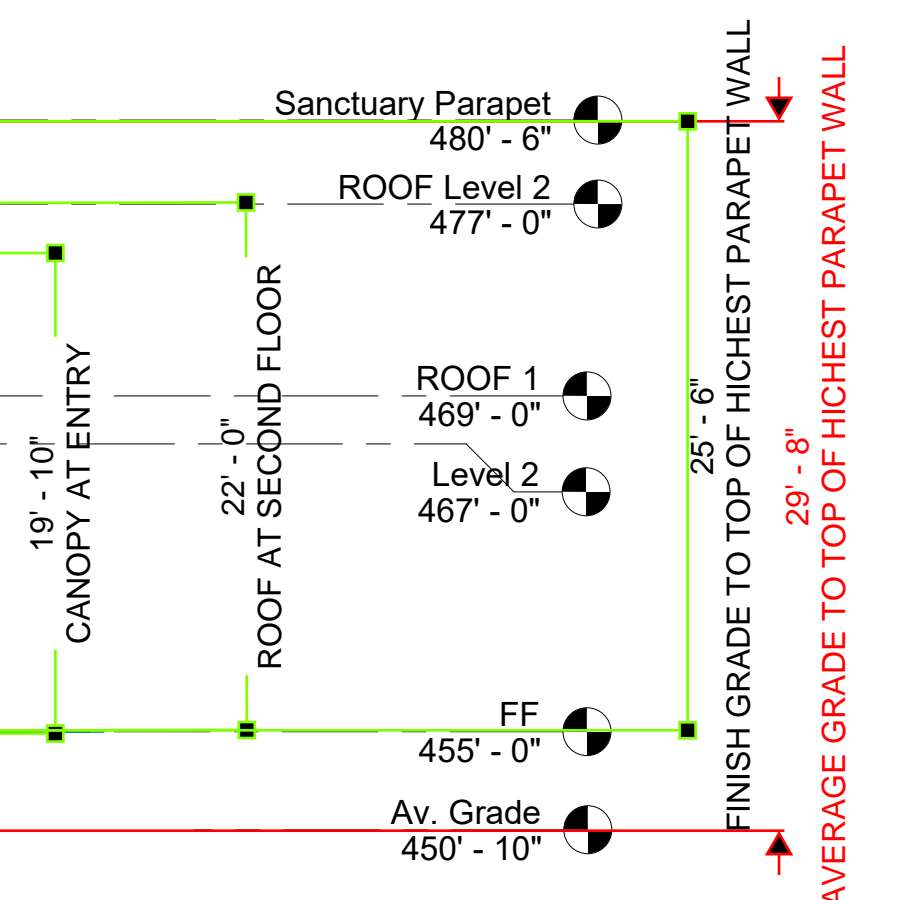 Sanctuary Parapet
480' - 6"
ROOF Level 2
477' - 0"
ROOF 1
469' - 0"
Level 2
467' - 0"
FF
455' - 0"
Av. Grade
450' - 10"
19' - 10"
CANOPY AT ENTRY
22' - 0"
ROOF AT SECOND FLOOR
25' - 6"
FINISH GRADE TO TOP OF HICHEST PARAPET WALL
29' - 8"
AVERAGE GRADE TO TOP OF HICHEST PARAPET WALL